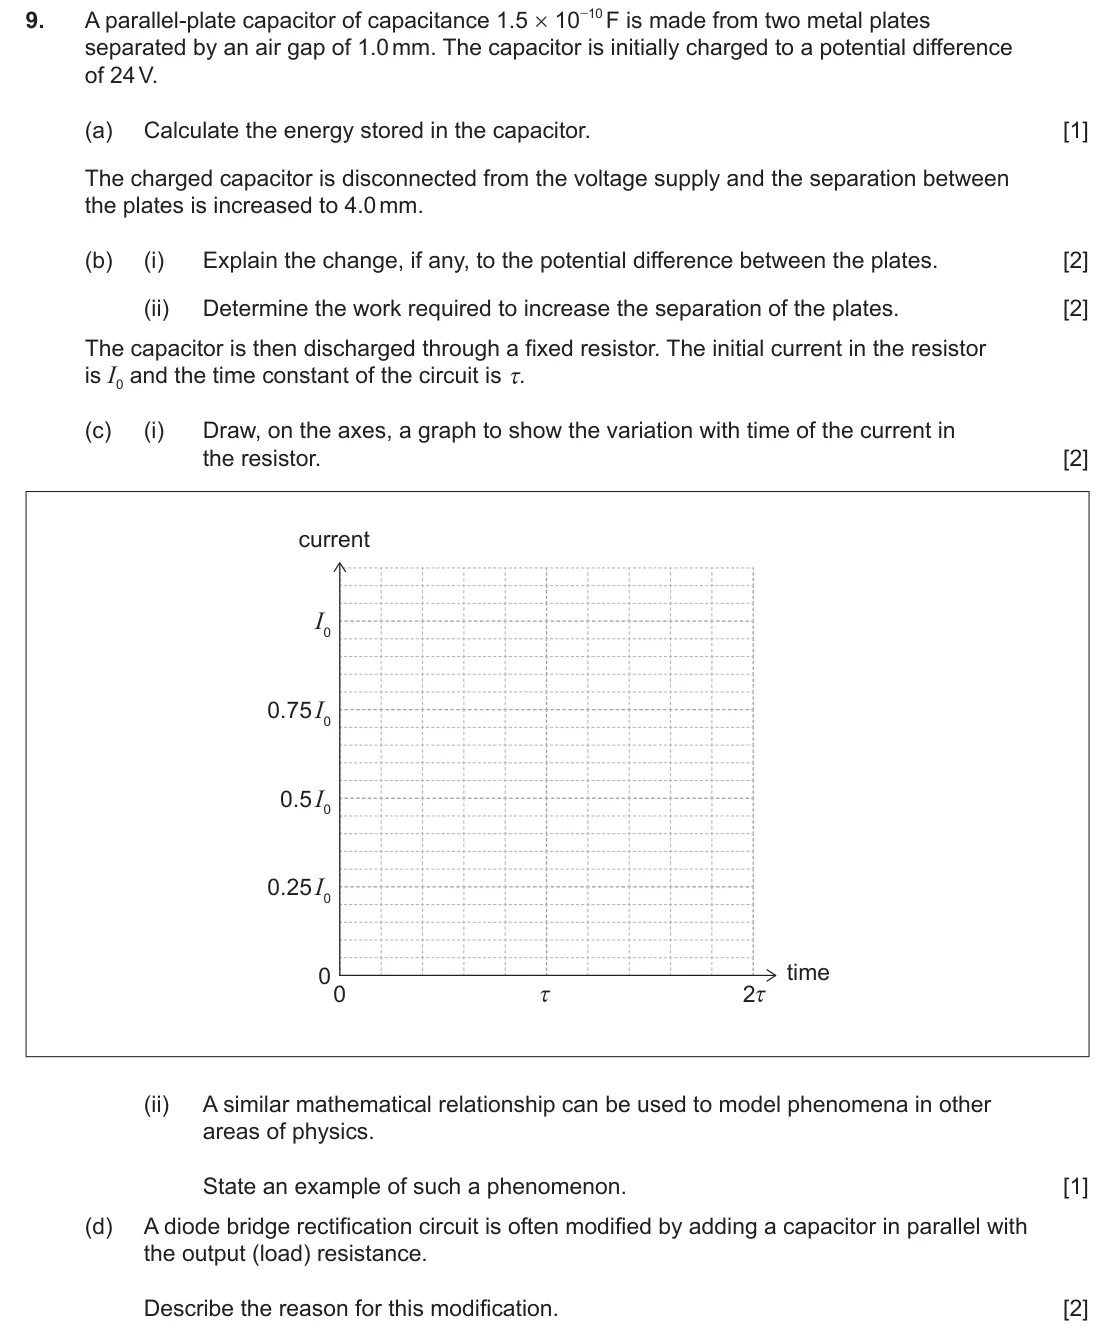 9. A parallel-plate capacitor of capacitance 1.5 × 10⁻¹⁰ F is made from two metal plates
separated by an air gap of 1.0 mm. The capacitor is initially charged to a potential difference
of 24 V.
(a) Calculate the energy stored in the capacitor. [1]
The charged capacitor is disconnected from the voltage supply and the separation between
the plates is increased to 4.0 mm.
(b) (i) Explain the change, if any, to the potential difference between the plates. [2]
(ii) Determine the work required to increase the separation of the plates. [2]
The capacitor is then discharged through a fixed resistor. The initial current in the resistor
is I₀ and the time constant of the circuit is τ.
(c) (i) Draw, on the axes, a graph to show the variation with time of the current in
the resistor. [2]
current
I₀
0.75I₀
0.5I₀
0.25I₀
0 time
0 τ 2τ
(ii) A similar mathematical relationship can be used to model phenomena in other
areas of physics.
State an example of such a phenomenon. [1]
(d) A diode bridge rectification circuit is often modified by adding a capacitor in parallel with
the output (load) resistance.
Describe the reason for this modification. [2]